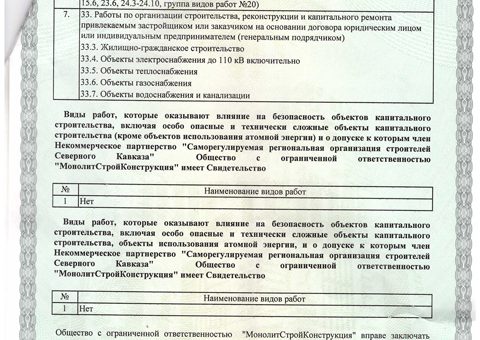 15.6, 23.6, 24.3-24.10, группа видов работ №20)
7. 33. Работы по организации строительства, реконструкции и капитального ремонта
привлекаемым застройщиком или заказчиком на основании договора юридическим лицом
или индивидуальным предпринимателем (генеральным подрядчиком)
33.3. Жилищно-гражданское строительство
33.4. Объекты электроснабжения до 110 кВ включительно
33.5. Объекты теплоснабжения
33.6. Объекты газоснабжения
33.7. Объекты водоснабжения и канализации
Виды работ, которые оказывают влияние на безопасность объектов капитального
строительства, включая особо опасные и технически сложные объекты капитального
строительства (кроме объектов использования атомной энергии) и о допуске к которым член
Некоммерческое партнерство "Саморегулируемая региональная организация строителей
Северного Кавказа" Общество с ограниченной ответственностью
"МонолитСтройКонструкция" имеет Свидетельство
№ Наименование видов работ
1 Нет
Виды работ, которые оказывают влияние на безопасность объектов капитального
строительства, включая особо опасные и технически сложные объекты капитального
строительства, объекты использования атомной энергии, и о допуске к которым член
Некоммерческое партнерство "Саморегулируемая региональная организация строителей
Северного Кавказа" Общество с ограниченной ответственностью
"МонолитСтройКонструкция" имеет Свидетельство
№ Наименование видов работ
1 Нет
Общество с ограниченной ответственностью "МонолитСтройКонструкция" вправе заключать